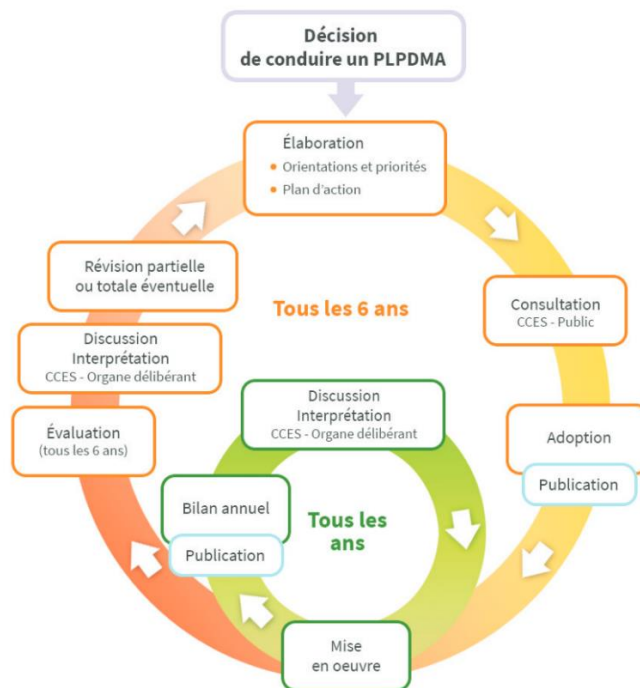 Décision
de conduire un PLPDMA
Élaboration
• Orientations et priorités
• Plan d'action
Révision partielle
ou totale éventuelle
Tous les 6 ans
Consultation
CCES - Public
Discussion
Interprétation
CCES - Organe délibérant
Discussion
Interprétation
CCES - Organe délibérant
Évaluation
(tous les 6 ans)
Adoption
Publication
Bilan annuel
Publication
Tous les
ans
Mise
en oeuvre